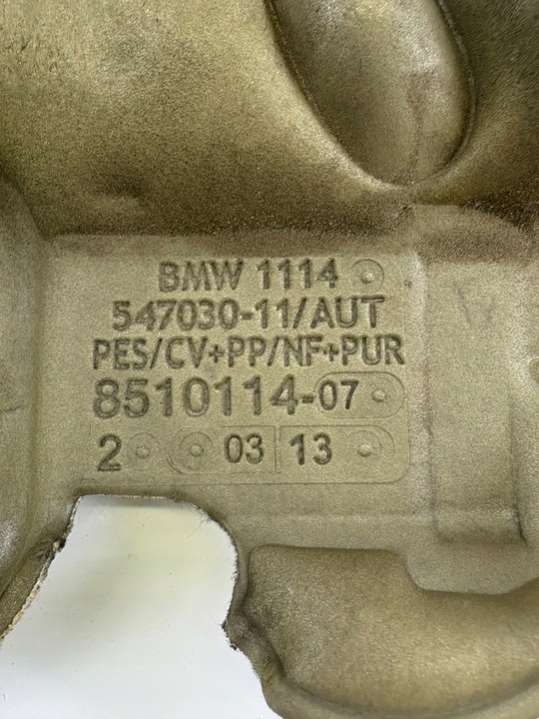 BMW 1114
547030-11/AUT
PES/CV+PP/NF+PUR
8510114-07
2 03 13